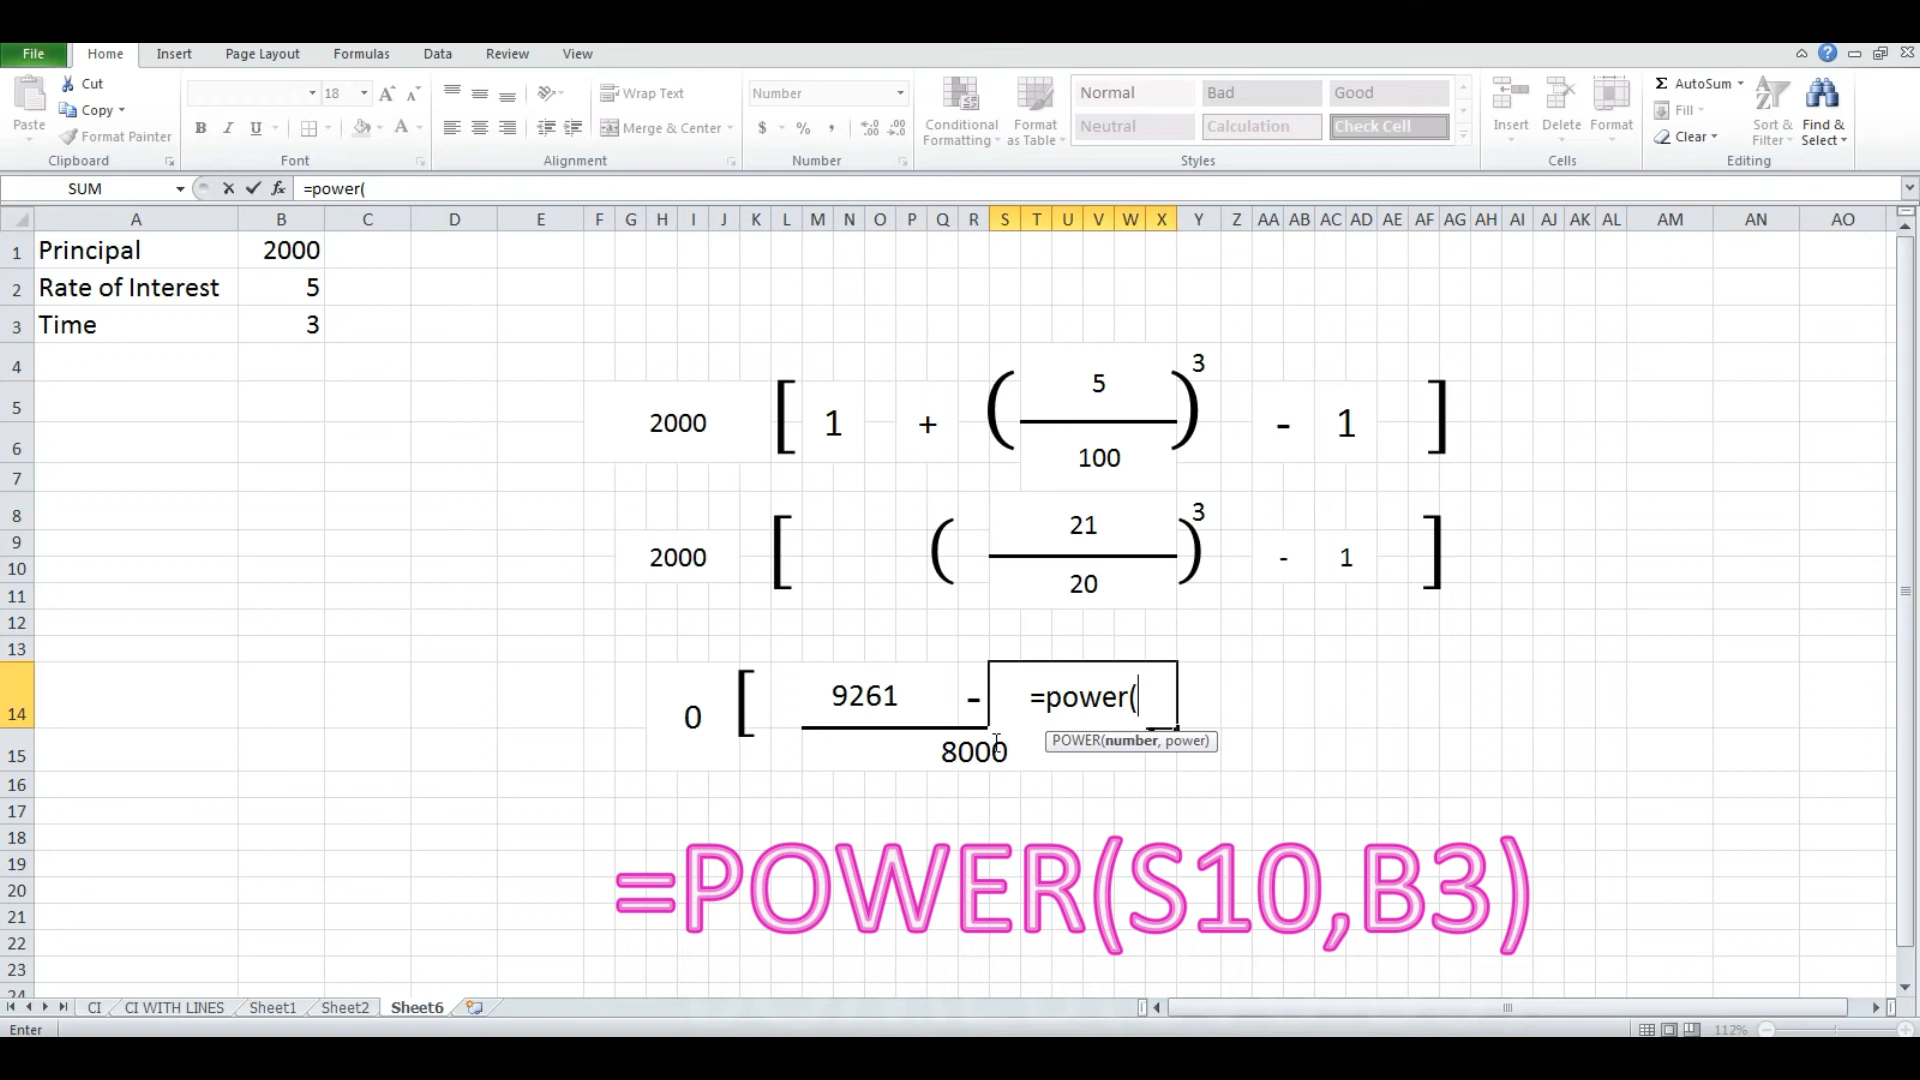 File Home Insert Page Layout Formulas Data Review View
Cut
Copy
Format Painter
Paste
18
Wrap Text
Merge & Center
Number
$ % ,
Conditional Formatting
Format as Table
Normal Bad Good
Neutral Calculation Check Cell
Insert Delete Format
Σ AutoSum
Fill
Clear
Sort & Filter
Find & Select
Clipboard Font Alignment Number Styles Cells Editing
SUM fx =power(
A B C D E F G H I J K L M N O P Q R S T U V W X Y Z AA AB AC AD AE AF AG AH AI AJ AK AL AM AN AO
1 Principal 2000
2 Rate of Interest 5
3 Time 3
4
5
6
7
2000 [ 1 + ( 5
100 ) 3 - 1 ]
8
9
10
11
2000 [ ( 21
20 ) 3 - 1 ]
12
13
14 0 [ 9261 - =power(
POWER(number, power)
15 8000
16
17
18
19
20
21
22
23
24
=POWER(S10,B3)
CI CI WITH LINES Sheet1 Sheet2 Sheet6
Enter 112%